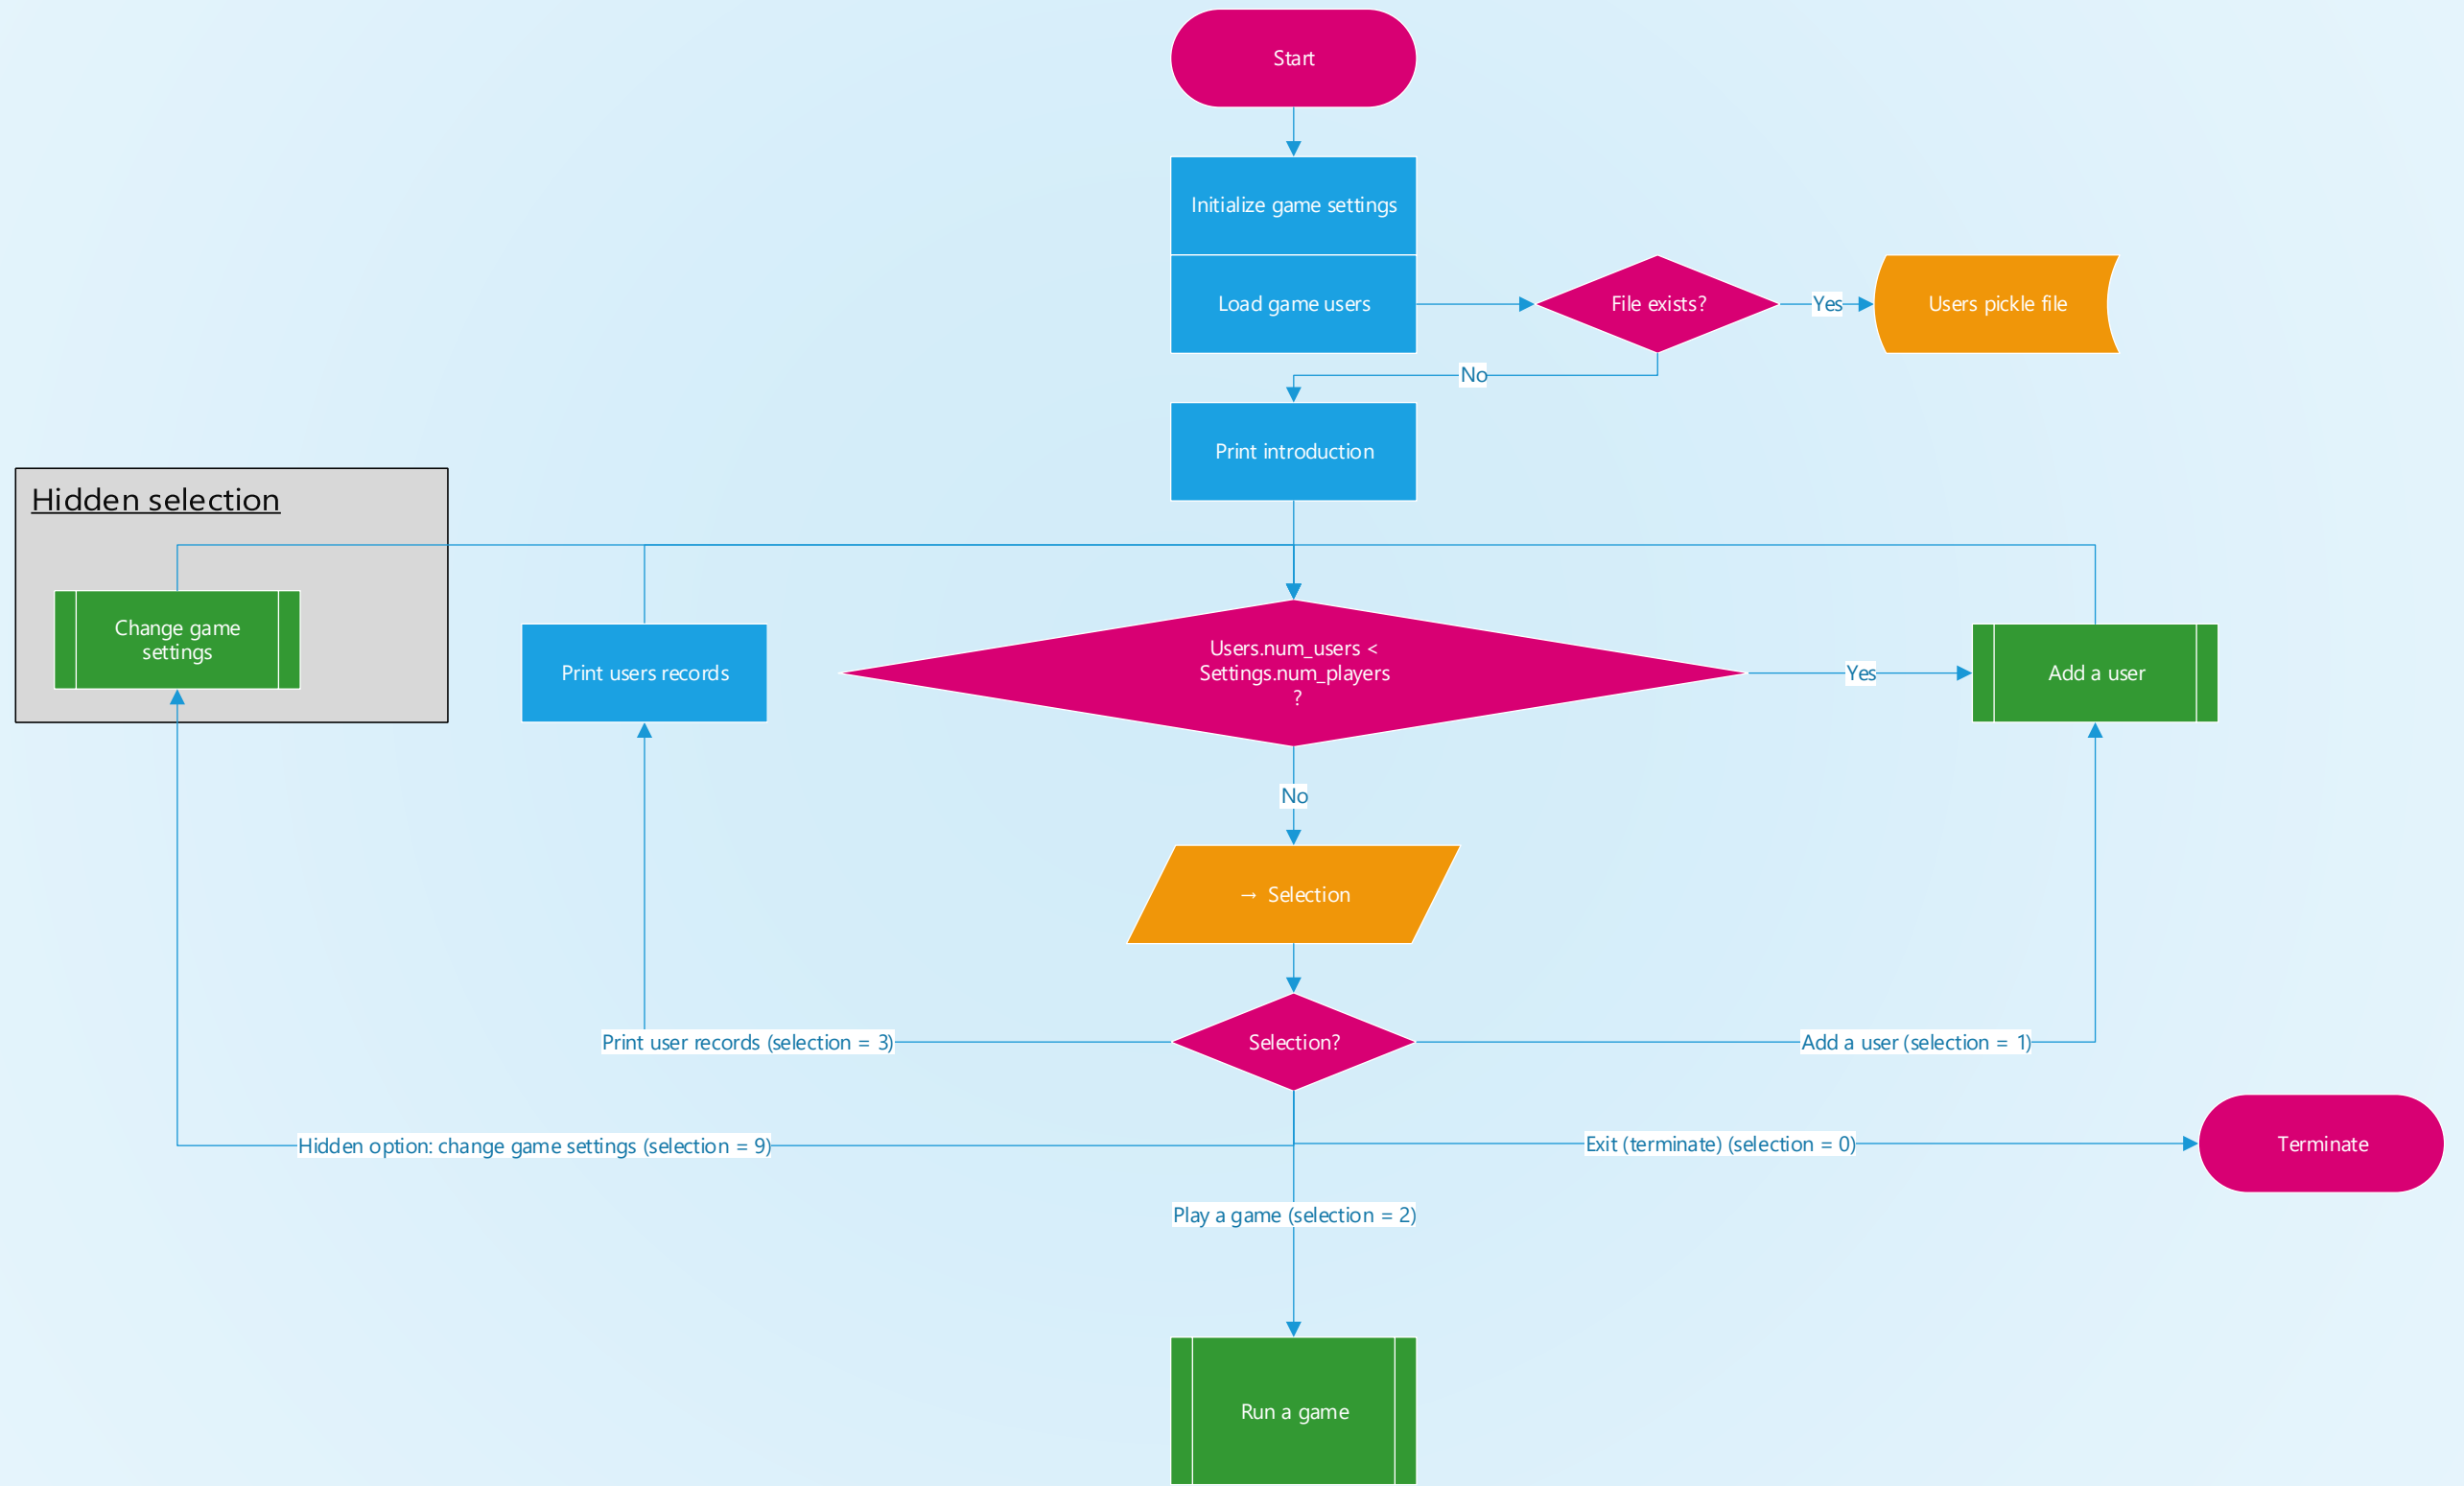 Start
Initialize game settings
Load game users
File exists?
Yes
Users pickle file
No
Print introduction
Hidden selection
Change game
settings
Print users records
Users.num_users <
Settings.num_players
?
Yes
Add a user
No
→ Selection
Selection?
Print user records (selection = 3)
Add a user (selection = 1)
Hidden option: change game settings (selection = 9)
Exit (terminate) (selection = 0)
Terminate
Play a game (selection = 2)
Run a game